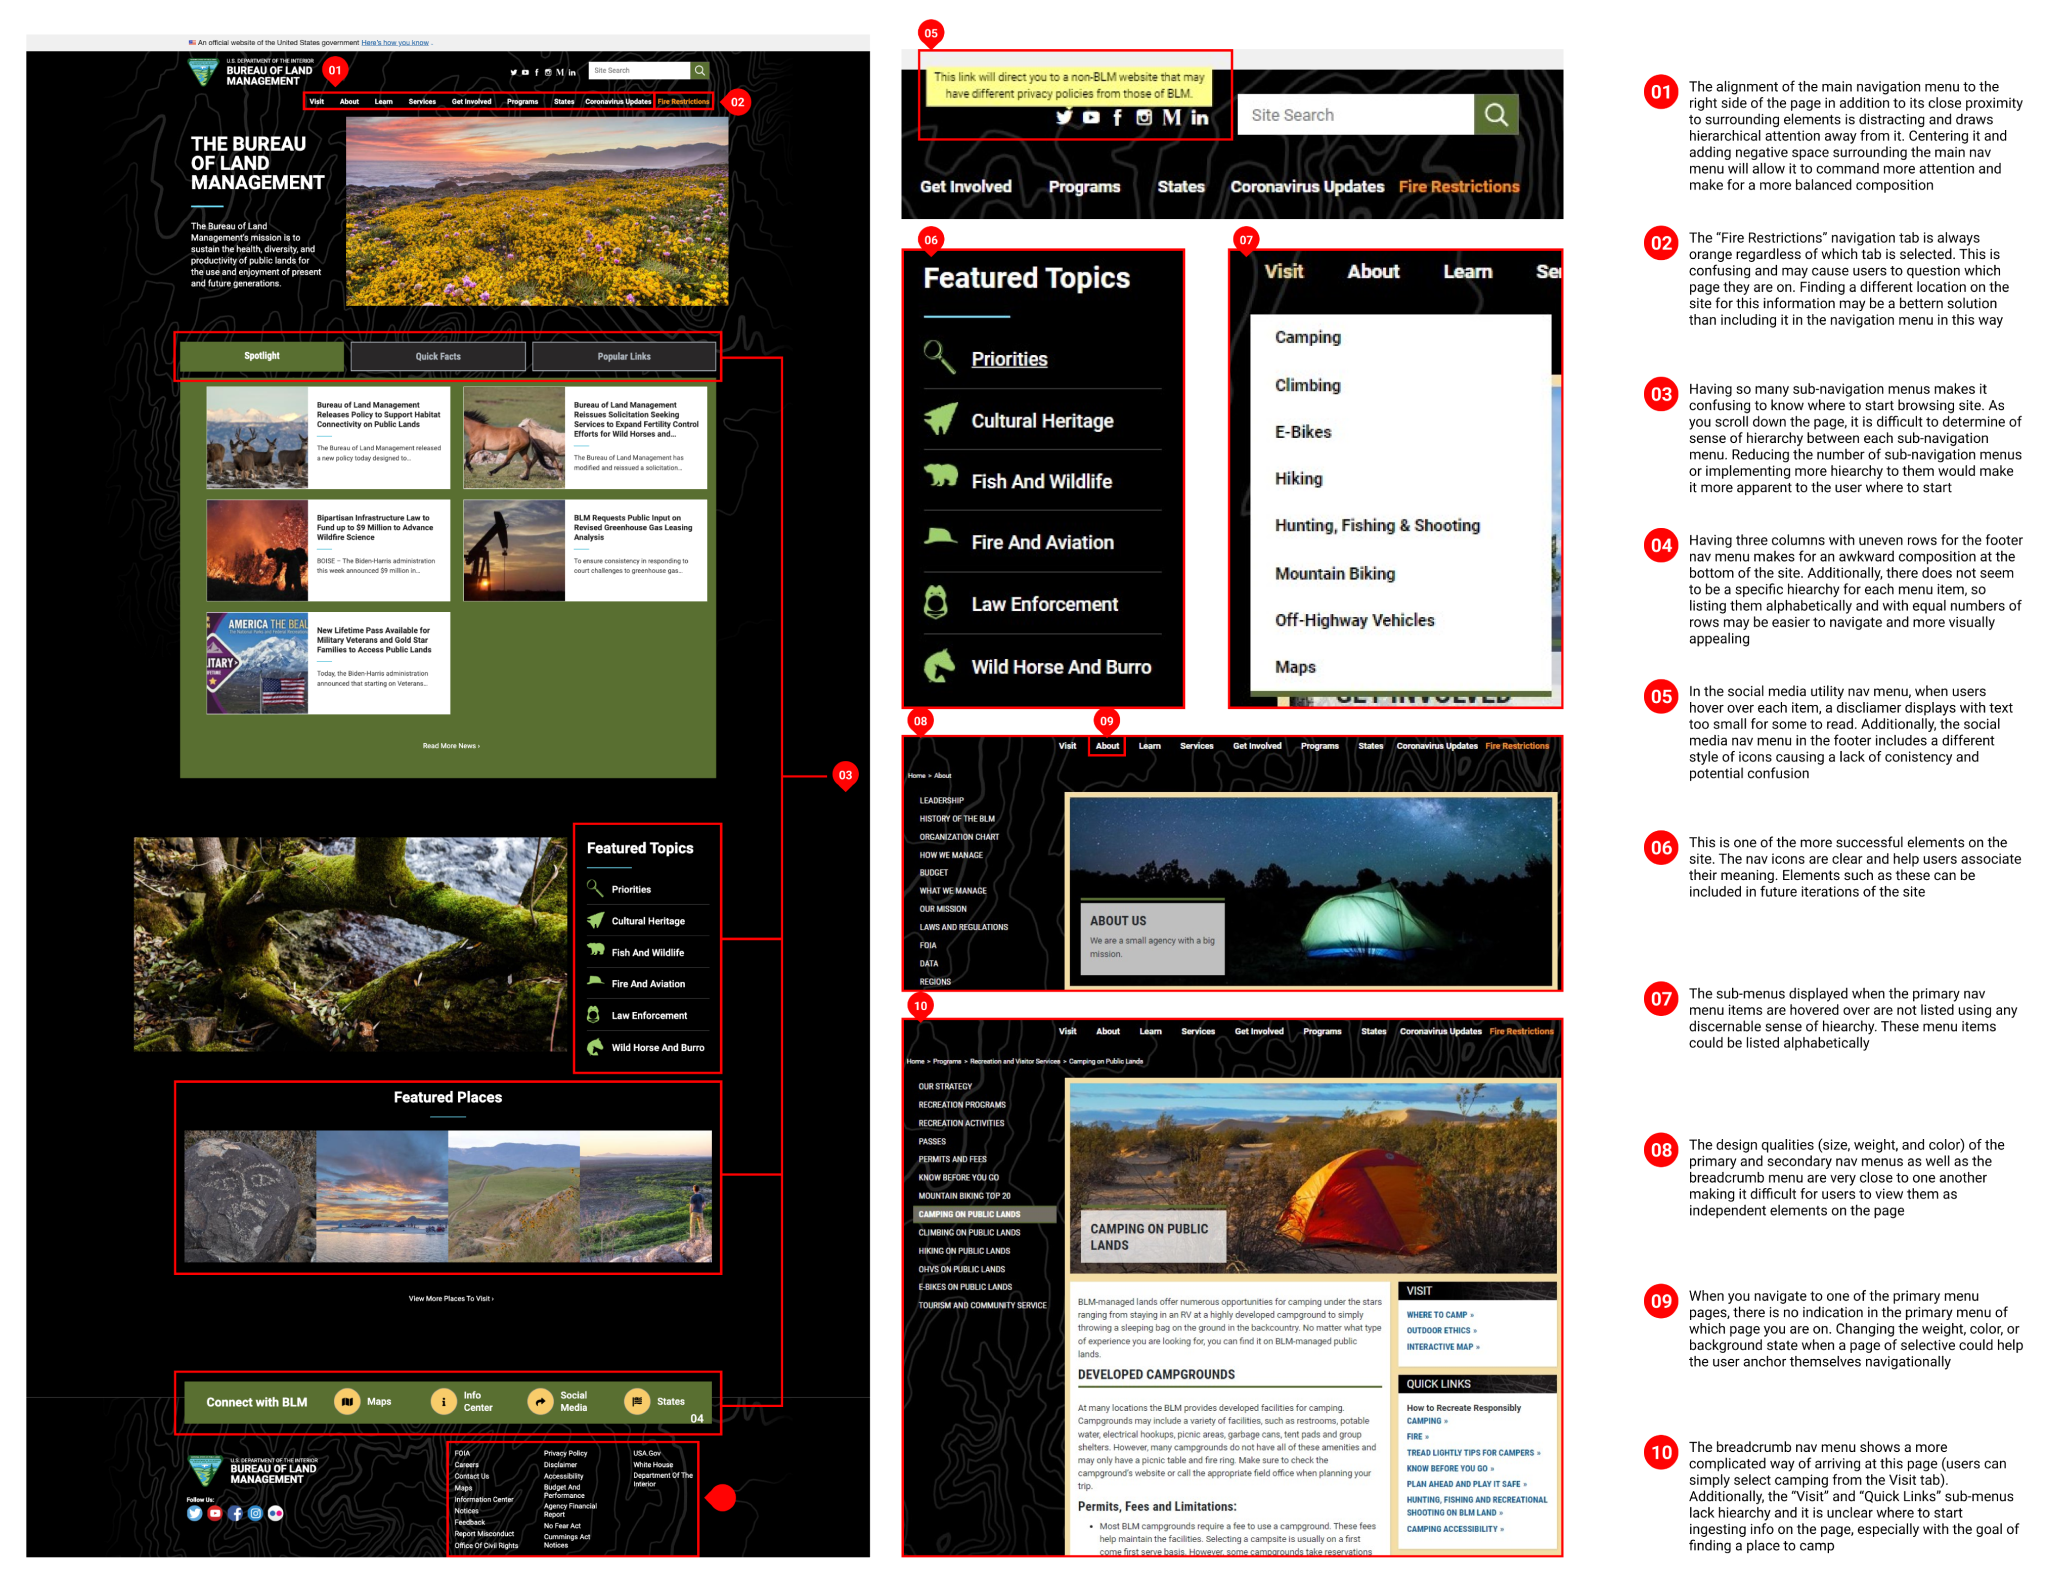 An official website of the United States government Here's how you know
U.S. DEPARTMENT OF THE INTERIOR
BUREAU OF LAND
MANAGEMENT
01
Site Search
Visit About Learn Services Get Involved Programs States Coronavirus Updates Fire Restrictions
02
THE BUREAU
OF LAND
MANAGEMENT
The Bureau of Land
Management's mission is to
sustain the health, diversity, and
productivity of public lands for
the use and enjoyment of present
and future generations.
Spotlight
Quick Facts
Popular Links
Bureau of Land Management
Releases Policy to Support Habitat
Connectivity on Public Lands
The Bureau of Land Management released
a new policy today designed to...
Bureau of Land Management
Reissues Solicitation Seeking
Services to Expand Fertility Control
Efforts for Wild Horses and...
The Bureau of Land Management has
modified and reissued a solicitation...
Bipartisan Infrastructure Law to
Fund up to $9 Million to Advance
Wildfire Science
BOISE – The Biden-Harris administration
this week announced $9 million in...
BLM Requests Public Input on
Revised Greenhouse Gas Leasing
Analysis
To ensure consistency in responding to
court challenges to greenhouse gas...
AMERICA THE BEAU
LITARY
New Lifetime Pass Available for
Military Veterans and Gold Star
Families to Access Public Lands
Today, the Biden-Harris administration
announced that starting on Veterans...
Read More News ›
03
Featured Topics
Priorities
Cultural Heritage
Fish And Wildlife
Fire And Aviation
Law Enforcement
Wild Horse And Burro
Featured Places
View More Places To Visit ›
Connect with BLM
Maps
Info
Center
Social
Media
States
04
U.S. DEPARTMENT OF THE INTERIOR
BUREAU OF LAND
MANAGEMENT
Follow Us:
FOIA
Careers
Contact Us
Maps
Information Center
Notices
Feedback
Report Misconduct
Office Of Civil Rights
Privacy Policy
Disclaimer
Accessibility
Budget And
Performance
Agency Financial
Report
No Fear Act
Cummings Act
Notices
USA.Gov
White House
Department Of The
Interior
05
This link will direct you to a non-BLM website that may
have different privacy policies from those of BLM.
Site Search
Get Involved Programs States Coronavirus Updates Fire Restrictions
06
Featured Topics
Priorities
Cultural Heritage
Fish And Wildlife
Fire And Aviation
Law Enforcement
Wild Horse And Burro
07
Visit About Learn Se
Camping
Climbing
E-Bikes
Hiking
Hunting, Fishing & Shooting
Mountain Biking
Off-Highway Vehicles
Maps
GET INVOLVED
08
09
Visit About Learn Services Get Involved Programs States Coronavirus Updates Fire Restrictions
Home > About
LEADERSHIP
HISTORY OF THE BLM
ORGANIZATION CHART
HOW WE MANAGE
BUDGET
WHAT WE MANAGE
OUR MISSION
LAWS AND REGULATIONS
FOIA
DATA
REGIONS
ABOUT US
We are a small agency with a big
mission.
10
Visit About Learn Services Get Involved Programs States Coronavirus Updates Fire Restrictions
Home > Programs > Recreation and Visitor Services > Camping on Public Lands
OUR STRATEGY
RECREATION PROGRAMS
RECREATION ACTIVITIES
PASSES
PERMITS AND FEES
KNOW BEFORE YOU GO
MOUNTAIN BIKING TOP 20
CAMPING ON PUBLIC LANDS
CLIMBING ON PUBLIC LANDS
HIKING ON PUBLIC LANDS
OHVS ON PUBLIC LANDS
E-BIKES ON PUBLIC LANDS
TOURISM AND COMMUNITY SERVICE
CAMPING ON PUBLIC
LANDS
BLM-managed lands offer numerous opportunities for camping under the stars
ranging from staying in an RV at a highly developed campground to simply
throwing a sleeping bag on the ground in the backcountry. No matter what type
of experience you are looking for, you can find it on BLM-managed public
lands.
DEVELOPED CAMPGROUNDS
At many locations the BLM provides developed facilities for camping.
Campgrounds may include a variety of facilities, such as restrooms, potable
water, electrical hookups, picnic areas, garbage cans, tent pads and group
shelters. However, many campgrounds do not have all of these amenities and
may only have a picnic table and fire ring. Make sure to check the
campground's website or call the appropriate field office when planning your
trip.
Permits, Fees and Limitations:
• Most BLM campgrounds require a fee to use a campground. These fees
help maintain the facilities. Selecting a campsite is usually on a first
come first serve basis. However, some campgrounds take reservations
VISIT
WHERE TO CAMP »
OUTDOOR ETHICS »
INTERACTIVE MAP »
QUICK LINKS
How to Recreate Responsibly
CAMPING »
FIRE »
TREAD LIGHTLY TIPS FOR CAMPERS »
KNOW BEFORE YOU GO »
PLAN AHEAD AND PLAY IT SAFE »
HUNTING, FISHING AND RECREATIONAL
SHOOTING ON BLM LAND »
CAMPING ACCESSIBILITY »
01
The alignment of the main navigation menu to the
right side of the page in addition to its close proximity
to surrounding elements is distracting and draws
hierarchical attention away from it. Centering it and
adding negative space surrounding the main nav
menu will allow it to command more attention and
make for a more balanced composition
02
The “Fire Restrictions” navigation tab is always
orange regardless of which tab is selected. This is
confusing and may cause users to question which
page they are on. Finding a different location on the
site for this information may be a bettern solution
than including it in the navigation menu in this way
03
Having so many sub-navigation menus makes it
confusing to know where to start browsing site. As
you scroll down the page, it is difficult to determine of
sense of hierarchy between each sub-navigation
menu. Reducing the number of sub-navigation menus
or implementing more hiearchy to them would make
it more apparent to the user where to start
04
Having three columns with uneven rows for the footer
nav menu makes for an awkward composition at the
bottom of the site. Additionally, there does not seem
to be a specific hiearchy for each menu item, so
listing them alphabetically and with equal numbers of
rows may be easier to navigate and more visually
appealing
05
In the social media utility nav menu, when users
hover over each item, a discliamer displays with text
too small for some to read. Additionally, the social
media nav menu in the footer includes a different
style of icons causing a lack of conistency and
potential confusion
06
This is one of the more successful elements on the
site. The nav icons are clear and help users associate
their meaning. Elements such as these can be
included in future iterations of the site
07
The sub-menus displayed when the primary nav
menu items are hovered over are not listed using any
discernable sense of hiearchy. These menu items
could be listed alphabetically
08
The design qualities (size, weight, and color) of the
primary and secondary nav menus as well as the
breadcrumb menu are very close to one another
making it difficult for users to view them as
independent elements on the page
09
When you navigate to one of the primary menu
pages, there is no indication in the primary menu of
which page you are on. Changing the weight, color, or
background state when a page of selective could help
the user anchor themselves navigationally
10
The breadcrumb nav menu shows a more
complicated way of arriving at this page (users can
simply select camping from the Visit tab).
Additionally, the “Visit” and “Quick Links” sub-menus
lack hiearchy and it is unclear where to start
ingesting info on the page, especially with the goal of
finding a place to camp